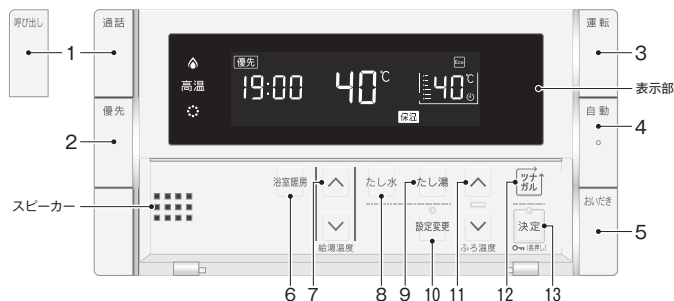 呼び出し
通話
運転
1
3
優先
Eco
高温
19:00
40℃
40℃
表示部
保温
優先
自動
2
4
浴室暖房
たし水
たし湯
ツナガル
おいだき
スピーカー
設定変更
決定
給湯温度
ふろ温度
(長押し)
5
6
7
8
9
10
11
12
13